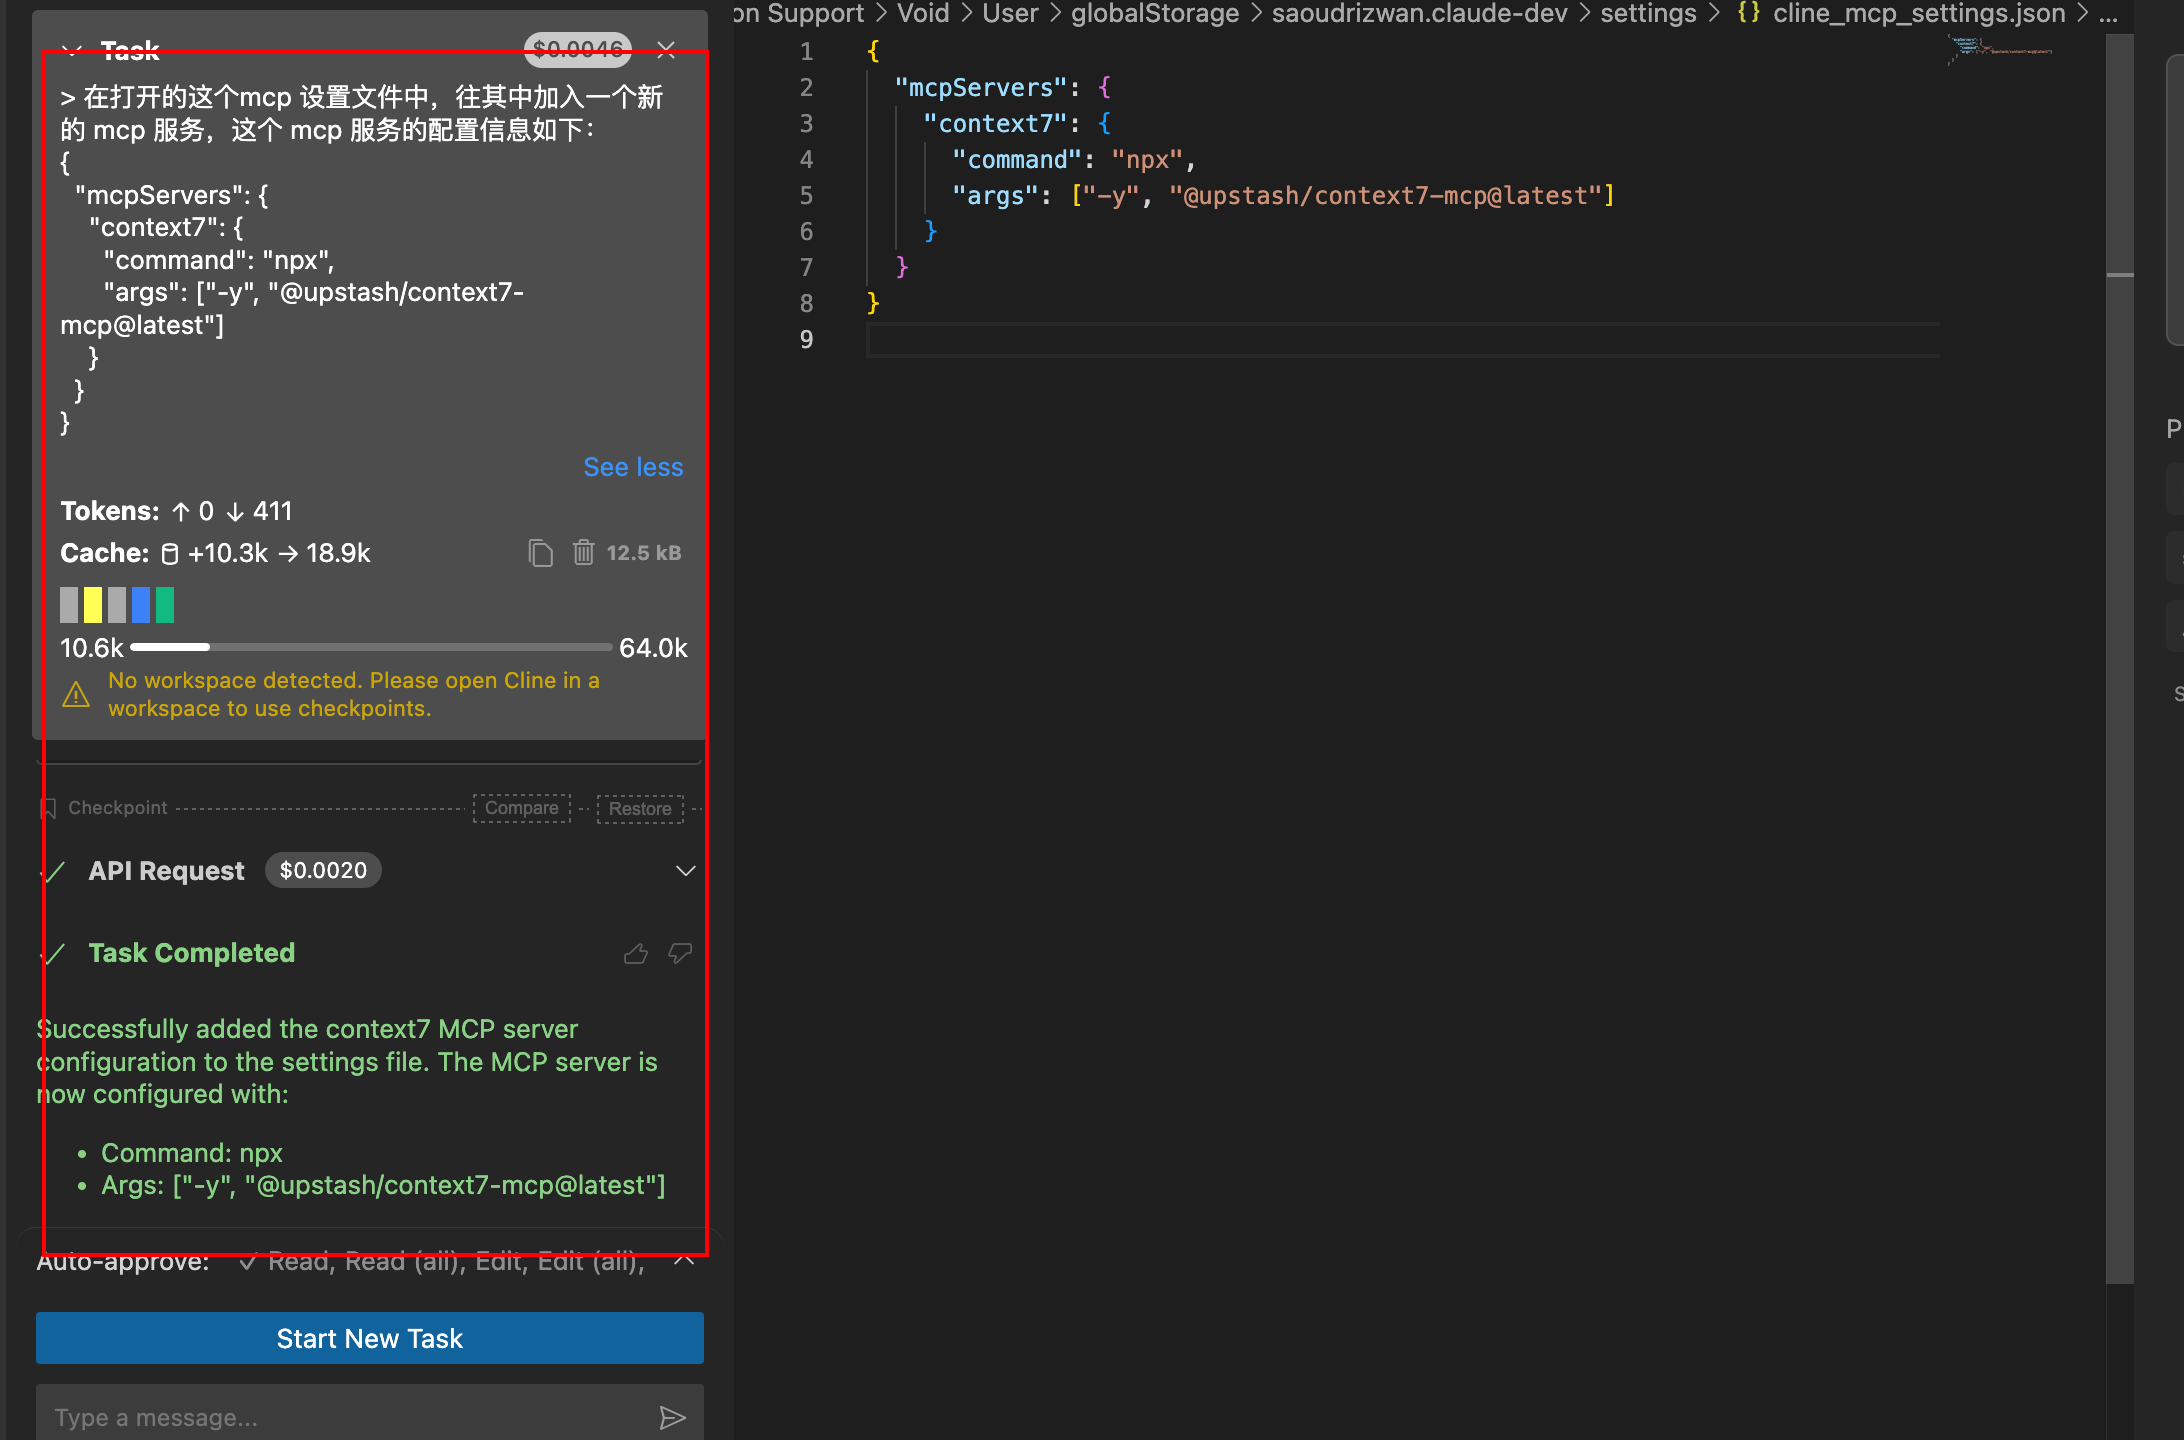 Task
$0.0046
> 在打开的这个mcp 设置文件中，往其中加入一个新
的 mcp 服务，这个 mcp 服务的配置信息如下：
{
"mcpServers": {
"context7": {
"command": "npx",
"args": ["-y", "@upstash/context7-
mcp@latest"]
}
}
}
See less
Tokens: ↑ 0 ↓ 411
Cache: +10.3k → 18.9k
12.5 kB
10.6k
64.0k
No workspace detected. Please open Cline in a
workspace to use checkpoints.
Checkpoint
Compare
Restore
API Request
$0.0020
Task Completed
Successfully added the context7 MCP server
configuration to the settings file. The MCP server is
now configured with:
• Command: npx
• Args: ["-y", "@upstash/context7-mcp@latest"]
Auto-approve: ✓ Read, Read (all), Edit, Edit (all),
Start New Task
Type a message...
on Support > Void > User > globalStorage > saoudrizwan.claude-dev > settings > {} cline_mcp_settings.json > ...
1 {
2 "mcpServers": {
3 "context7": {
4 "command": "npx",
5 "args": ["-y", "@upstash/context7-mcp@latest"]
6 }
7 }
8 }
9
P